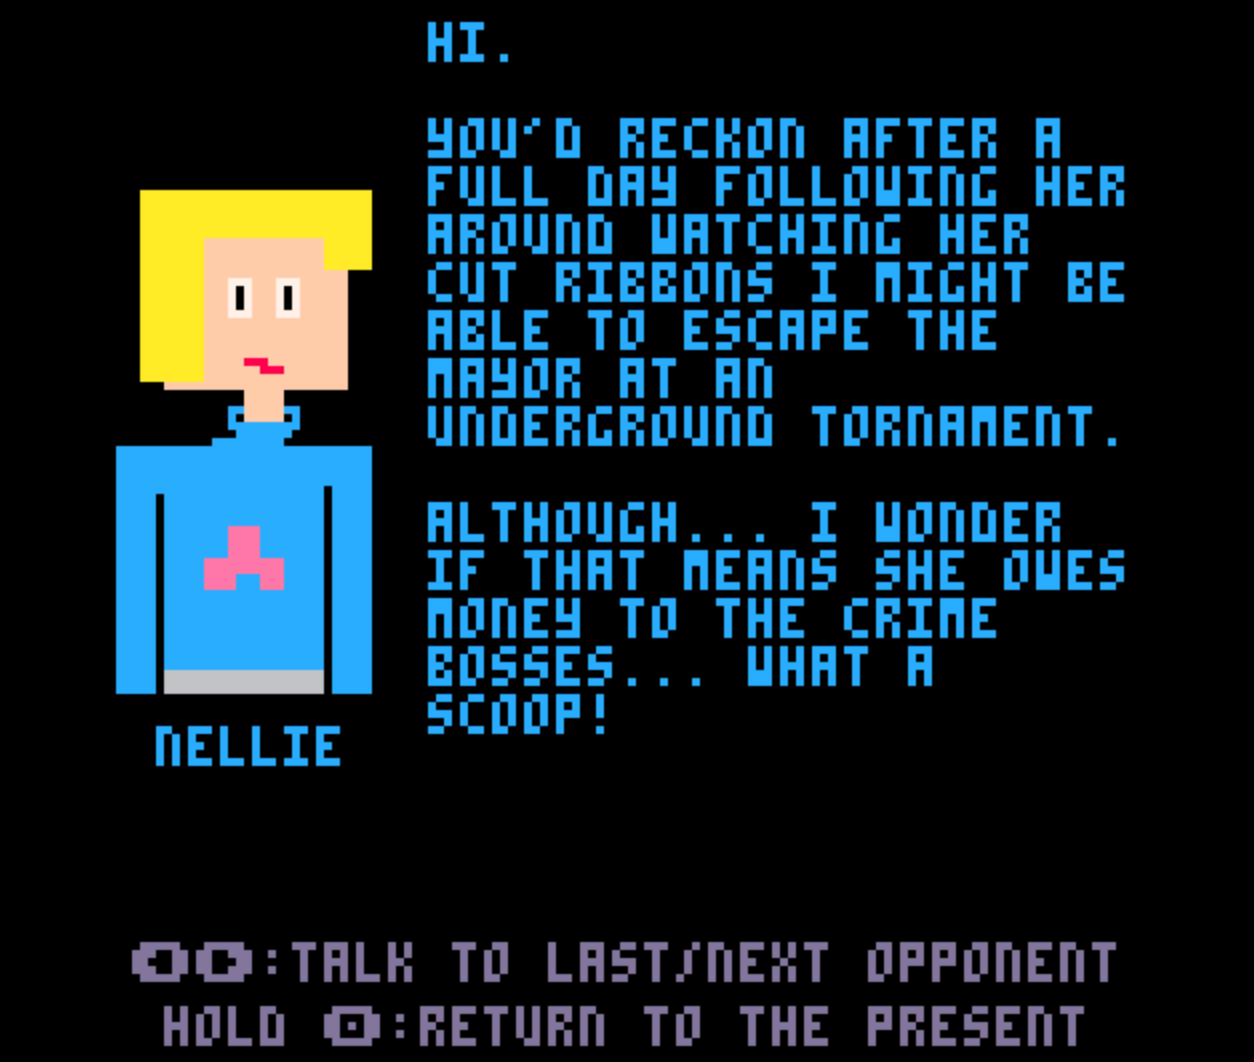 HI.
YOU'D RECKON AFTER A
FULL DAY FOLLOWING HER
AROUND WATCHING HER
CUT RIBBONS I MIGHT BE
ABLE TO ESCAPE THE
MAYOR AT AN
UNDERGROUND TORNAMENT.
ALTHOUGH... I WONDER
IF THAT MEANS SHE OWES
MONEY TO THE CRIME
BOSSES... WHAT A
SCOOP!
NELLIE
⬅️➡️:TALK TO LAST/NEXT OPPONENT
HOLD 🅾️:RETURN TO THE PRESENT